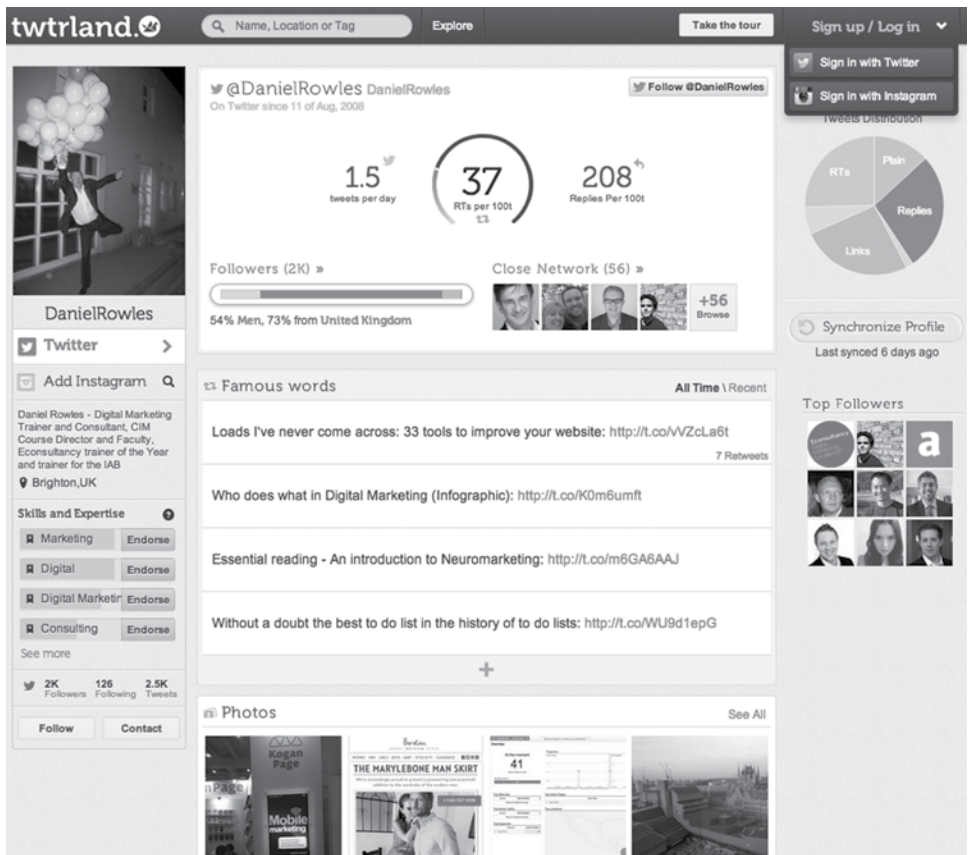 twtrland.
Name, Location or Tag
Explore
Take the tour
Sign up / Log in
Sign in with Twitter
Sign in with Instagram
@DanielRowles DanielRowles
On Twitter since 11 of Aug, 2008
Follow @DanielRowles
1.5
tweets per day
37
RTs per 100t
208
Replies Per 100t
Followers (2K) »
54% Men, 73% from United Kingdom
Close Network (56) »
+56
Browse
Tweets Distribution
RTs
Plain
Replies
Links
Synchronize Profile
Last synced 6 days ago
Top Followers
Econsultancy
a
DanielRowles
Twitter
Add Instagram
Daniel Rowles - Digital Marketing
Trainer and Consultant, CIM
Course Director and Faculty,
Econsultancy trainer of the Year
and trainer for the IAB
Brighton,UK
Skills and Expertise ?
Marketing Endorse
Digital Endorse
Digital Marketin Endorse
Consulting Endorse
See more
2K 126 2.5K
Followers Following Tweets
Follow Contact
Famous words
All Time \ Recent
Loads I've never come across: 33 tools to improve your website: http://t.co/vVZcLa6t
7 Retweets
Who does what in Digital Marketing (Infographic): http://t.co/K0m6umft
Essential reading - An introduction to Neuromarketing: http://t.co/m6GA6AAJ
Without a doubt the best to do list in the history of to do lists: http://t.co/WU9d1epG
+
Photos
See All
Kogan
Page
Mobile
marketing
THE MARYLEBONE MAN SKIRT
At the moment
41